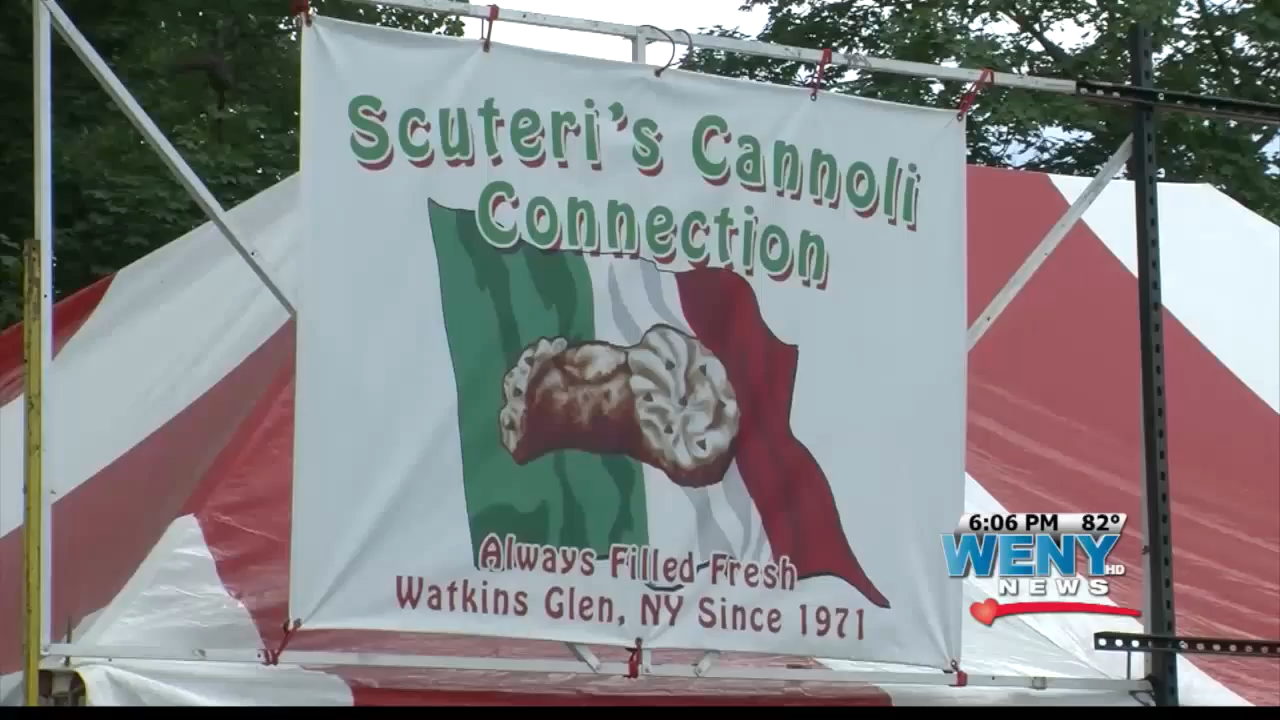 Scuteri's Cannoli
Connection
Always Filled Fresh
Watkins Glen, NY Since 1971
6:06 PM 82°
WENY HD
NEWS